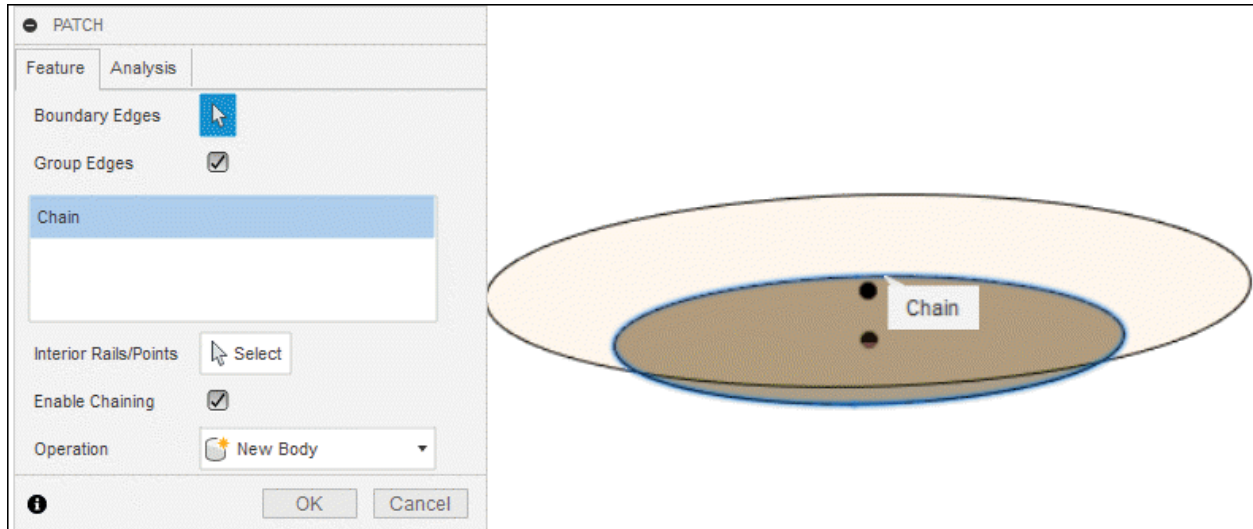 PATCH
Feature Analysis
Boundary Edges
Group Edges
Chain
Interior Rails/Points Select
Enable Chaining
Operation New Body
OK Cancel
Chain